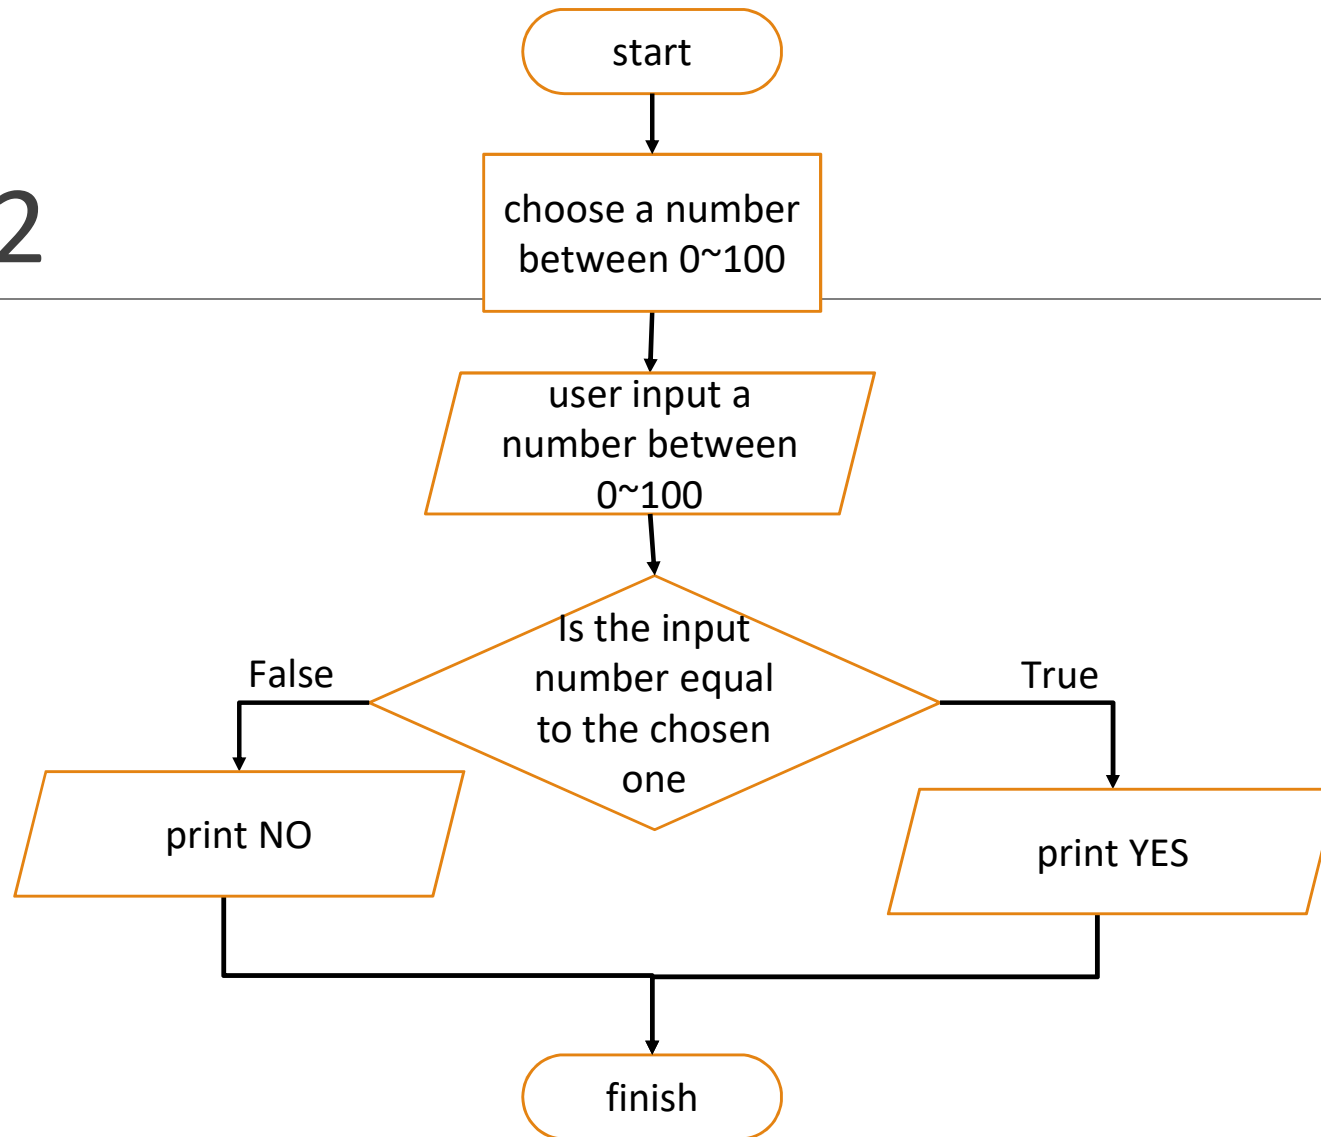 start
2
choose a number
between 0~100
user input a
number between
0~100
Is the input
number equal
to the chosen
one
False
True
print NO
print YES
finish